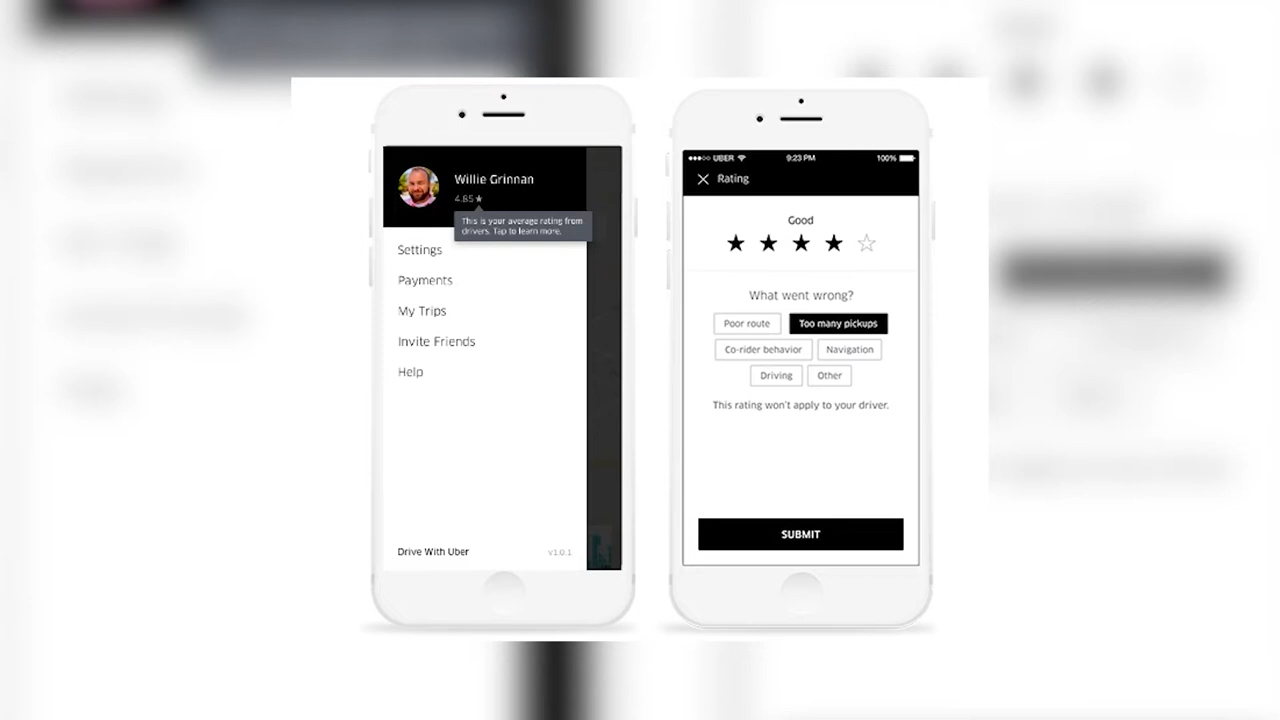 Willie Grinnan
4.85★
This is your average rating from
drivers. Tap to learn more.
Settings
Payments
My Trips
Invite Friends
Help
Drive With Uber
v1.0.1
UBER 9:23 PM 100%
Rating
Good
What went wrong?
Poor route Too many pickups
Co-rider behavior Navigation
Driving Other
This rating won't apply to your driver.
SUBMIT